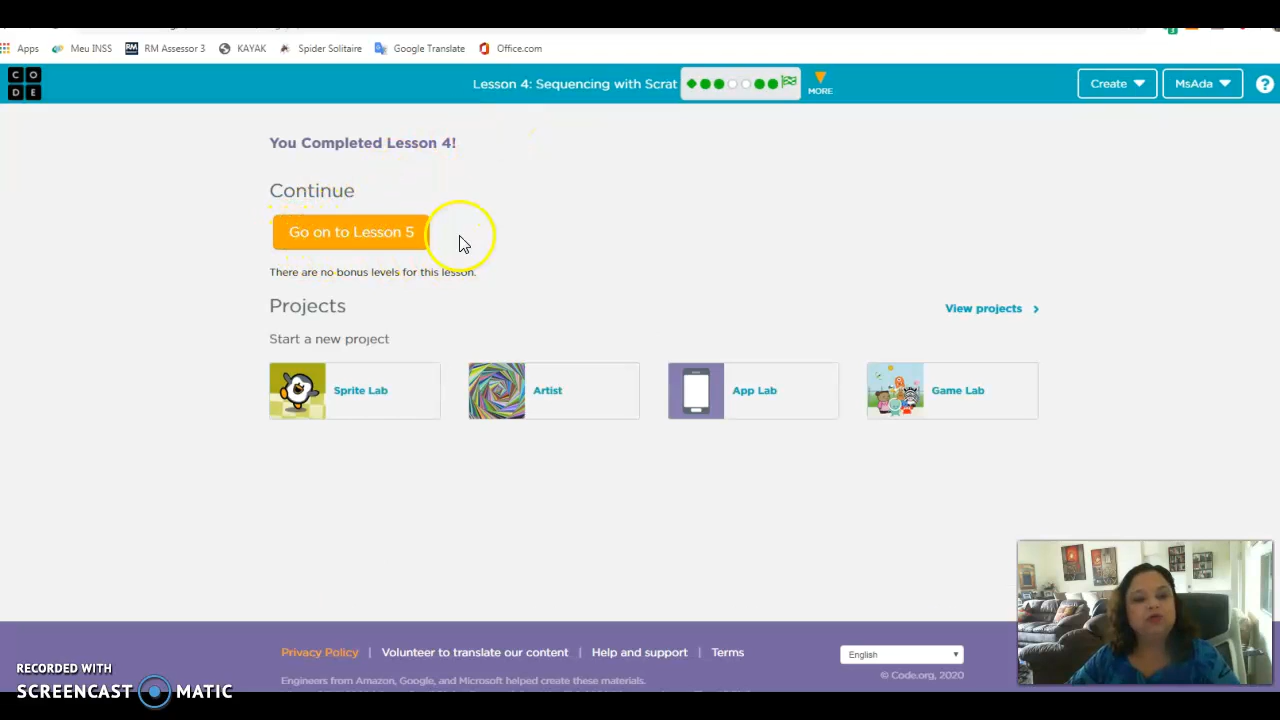 Apps Meu INSS RM Assessor 3 KAYAK Spider Solitaire Google Translate Office.com
C O D E Lesson 4: Sequencing with Scrat MORE Create MsAda ?
You Completed Lesson 4!
Continue
Go on to Lesson 5
There are no bonus levels for this lesson.
Projects View projects
Start a new project
Sprite Lab Artist App Lab Game Lab
Privacy Policy | Volunteer to translate our content | Help and support | Terms English
© Code.org, 2020
Engineers from Amazon, Google, and Microsoft helped create these materials.
RECORDED WITH
SCREENCAST MATIC